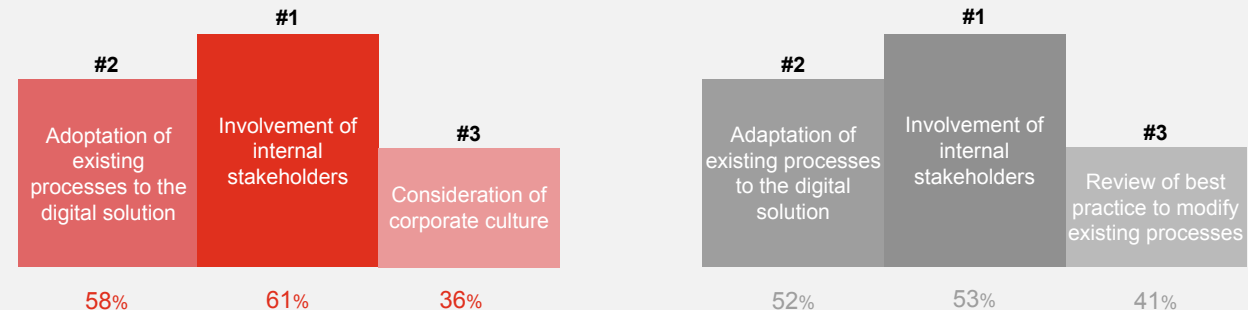 #1
#2
#3
Adoptation of
existing
processes to the
digital solution
Involvement of
internal
stakeholders
Consideration of
corporate culture
58%
61%
36%
#1
#2
#3
Adaptation of
existing processes
to the digital
solution
Involvement of
internal
stakeholders
Review of best
practice to modify
existing processes
52%
53%
41%